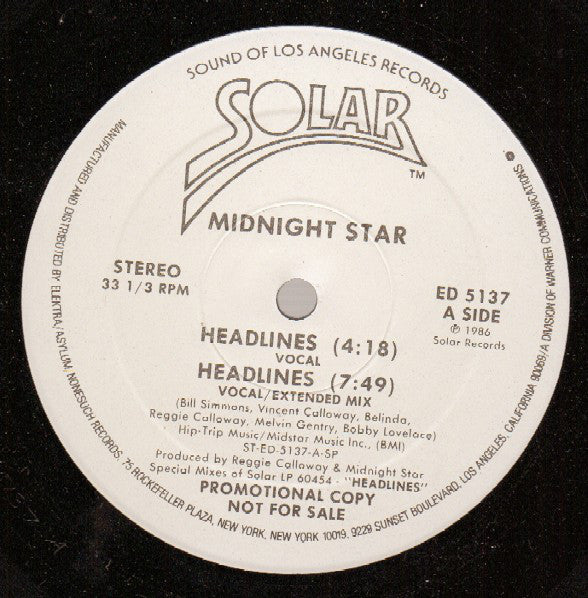 SOUND OF LOS ANGELES RECORDS
SOLAR
TM
MIDNIGHT STAR
STEREO
33 1/3 RPM
ED 5137
A SIDE
℗ 1986
Solar Records
HEADLINES (4:18)
VOCAL
HEADLINES (7:49)
VOCAL/EXTENDED MIX
(Bill Simmons, Vincent Calloway, Belinda,
Reggie Calloway, Melvin Gentry, Bobby Lovelace)
Hip-Trip Music/Midstar Music Inc., (BMI)
ST-ED-5137-A-SP
Produced by Reggie Calloway & Midnight Star
Special Mixes of Solar LP 60454 - "HEADLINES"
PROMOTIONAL COPY
NOT FOR SALE
MANUFACTURED AND DISTRIBUTED BY ELEKTRA/ASYLUM, NONESUCH RECORDS, 75 ROCKEFELLER PLAZA, NEW YORK, NEW YORK 10019. 9229 SUNSET BOULEVARD, LOS ANGELES, CALIFORNIA 90069/A DIVISION OF WARNER COMMUNICATIONS.